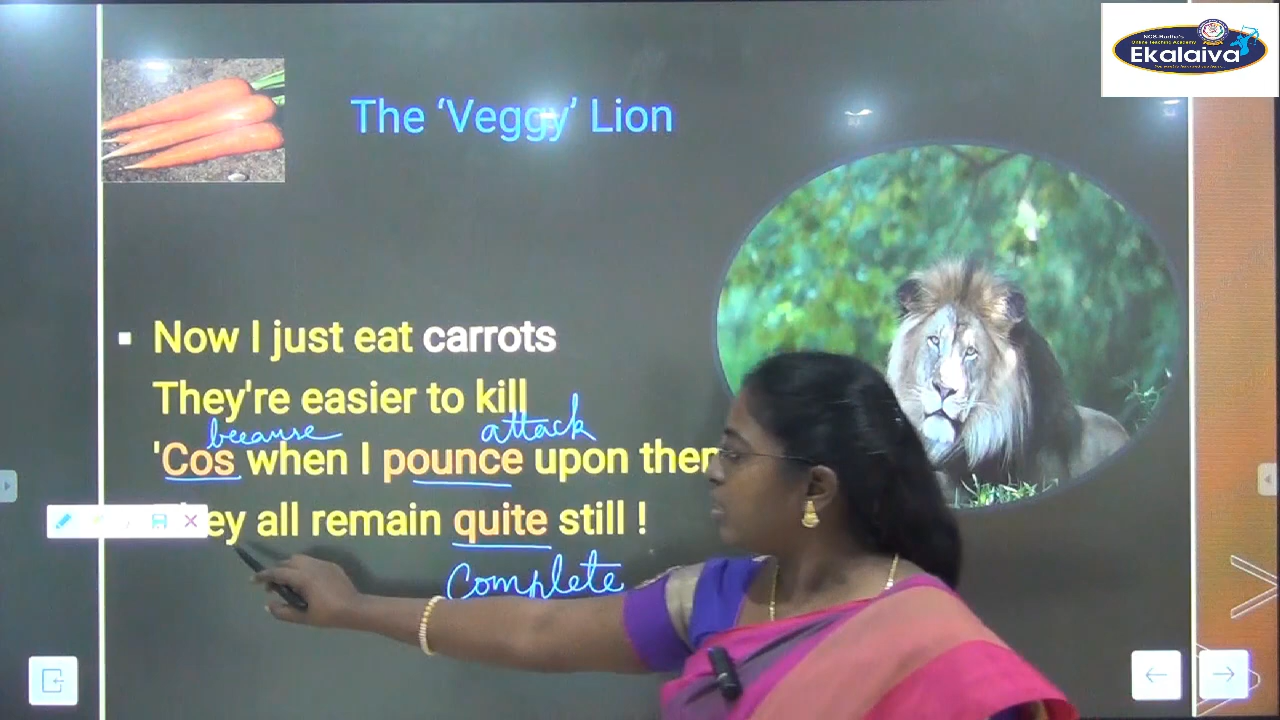 Ekalaiva
The ‘Veggy’ Lion
▪ Now I just eat carrots
They're easier to kill
because attack
'Cos when I pounce upon
all remain quite still !
Complete